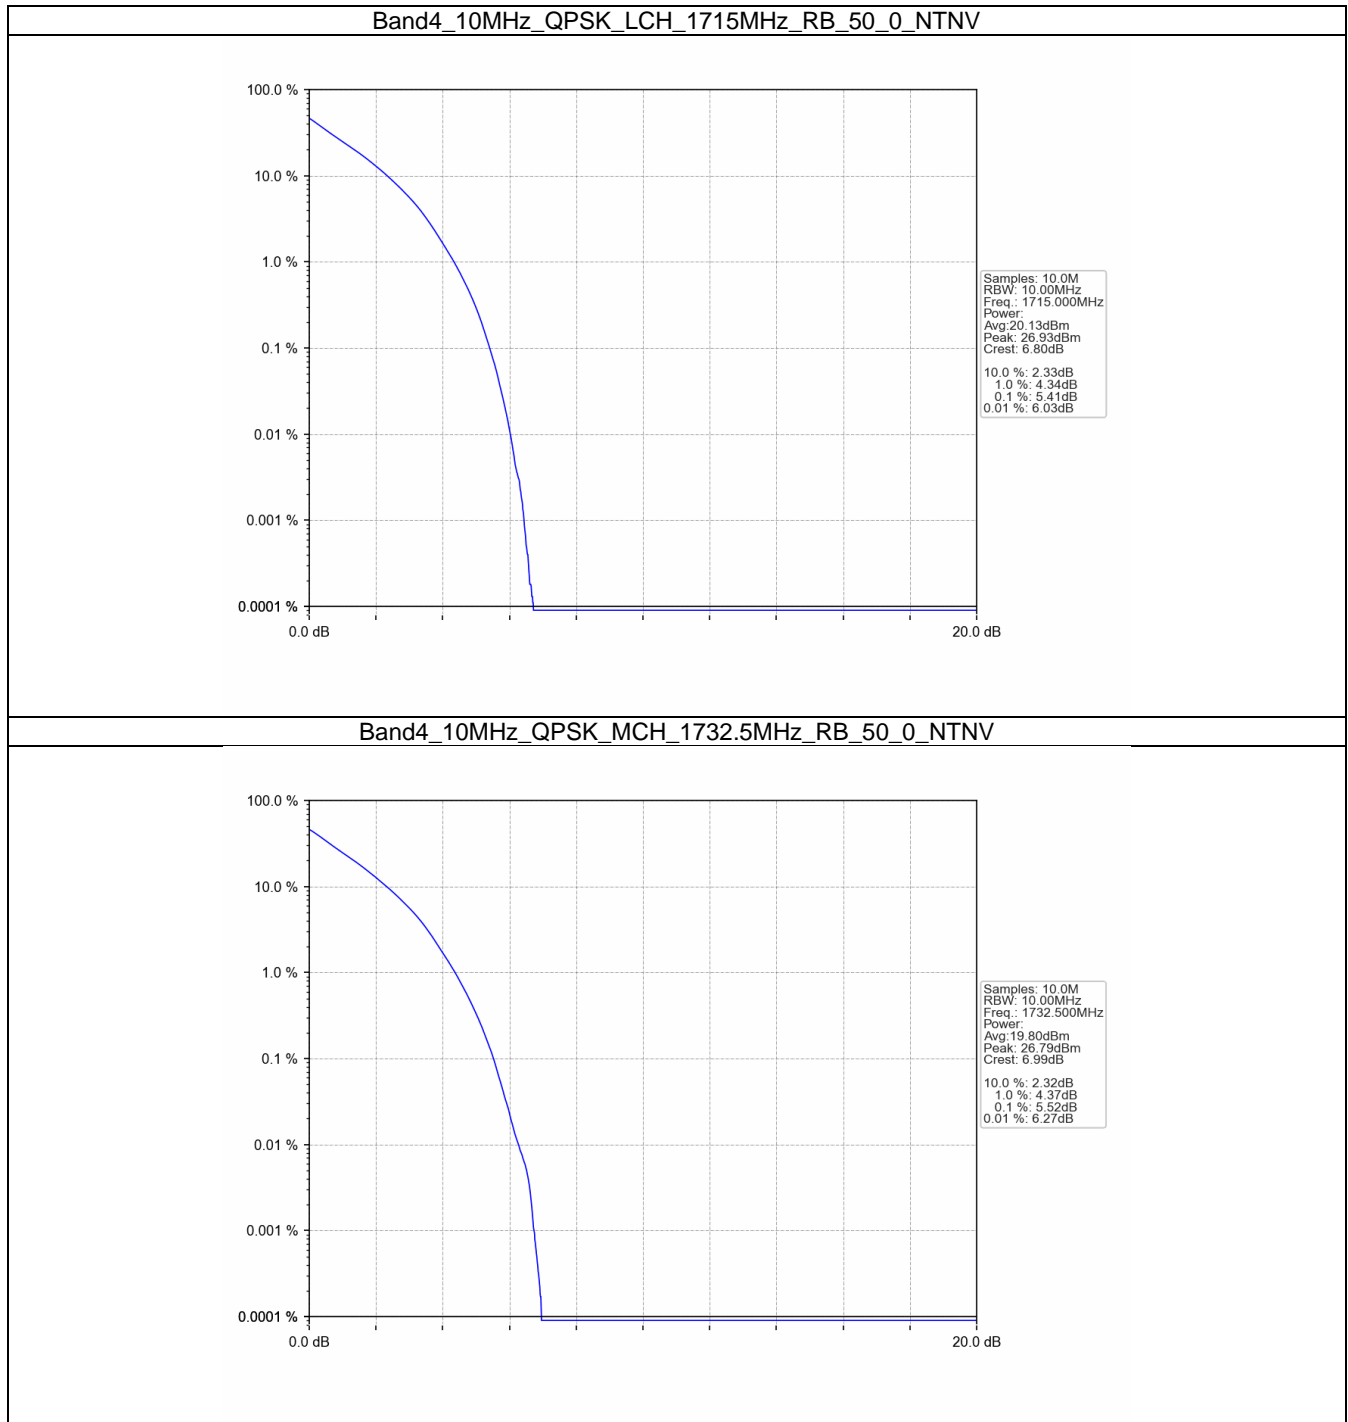 Band4_10MHz_QPSK_LCH_1715MHz_RB_50_0_NTNV
100.0 %
10.0 %
1.0 %
0.1 %
0.01 %
0.001 %
0.0001 %
0.0 dB
20.0 dB
Samples: 10.0M
RBW: 10.00MHz
Freq.: 1715.000MHz
Power:
Avg:20.13dBm
Peak: 26.93dBm
Crest: 6.80dB
10.0 %: 2.33dB
1.0 %: 4.34dB
0.1 %: 5.41dB
0.01 %: 6.03dB
Band4_10MHz_QPSK_MCH_1732.5MHz_RB_50_0_NTNV
100.0 %
10.0 %
1.0 %
0.1 %
0.01 %
0.001 %
0.0001 %
0.0 dB
20.0 dB
Samples: 10.0M
RBW: 10.00MHz
Freq.: 1732.500MHz
Power:
Avg:19.80dBm
Peak: 26.79dBm
Crest: 6.99dB
10.0 %: 2.32dB
1.0 %: 4.37dB
0.1 %: 5.52dB
0.01 %: 6.27dB